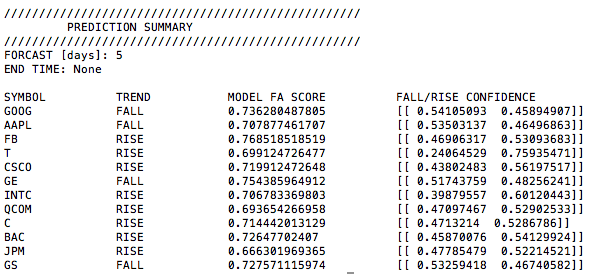 ///////////////////////////////////////////////////
PREDICTION SUMMARY
///////////////////////////////////////////////////
FORCAST [days]: 5
END TIME: None
SYMBOL TREND MODEL FA SCORE FALL/RISE CONFIDENCE
GOOG FALL 0.736280487805 [[ 0.54105093 0.45894907]]
AAPL FALL 0.707877461707 [[ 0.53503137 0.46496863]]
FB RISE 0.768518518519 [[ 0.46906317 0.53093683]]
T RISE 0.699124726477 [[ 0.24064529 0.75935471]]
CSCO RISE 0.719912472648 [[ 0.43802483 0.56197517]]
GE FALL 0.754385964912 [[ 0.51743759 0.48256241]]
INTC RISE 0.706783369803 [[ 0.39879557 0.60120443]]
QCOM RISE 0.693654266958 [[ 0.47097467 0.52902533]]
C RISE 0.714442013129 [[ 0.4713214 0.5286786]]
BAC RISE 0.72647702407 [[ 0.45870076 0.54129924]]
JPM RISE 0.666301969365 [[ 0.47785479 0.52214521]]
GS FALL 0.727571115974 [[ 0.53259418 0.46740582]]